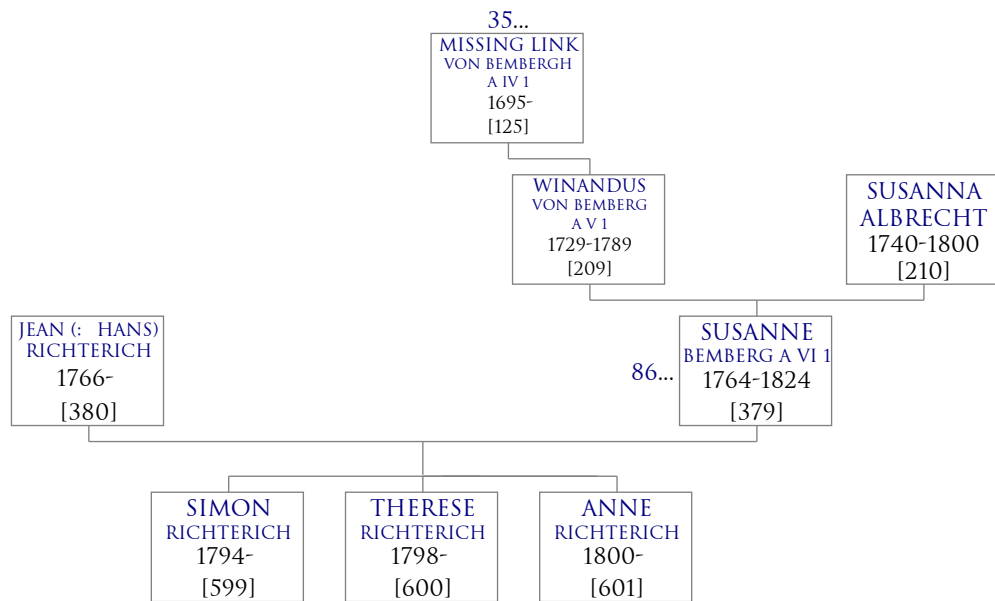 35...
MISSING LINK
VON BEMBERGH
A IV 1
1695-
[125]
WINANDUS
VON BEMBERG
A V 1
1729-1789
[209]
SUSANNA
ALBRECHT
1740-1800
[210]
JEAN (: HANS)
RICHTERICH
1766-
[380]
86...
SUSANNE
BEMBERG A VI 1
1764-1824
[379]
SIMON
RICHTERICH
1794-
[599]
THERESE
RICHTERICH
1798-
[600]
ANNE
RICHTERICH
1800-
[601]